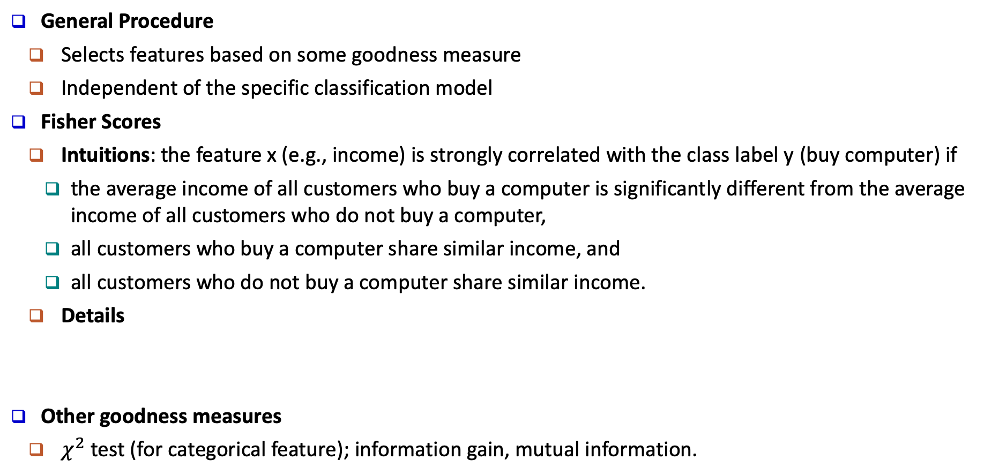 General Procedure
Selects features based on some goodness measure
Independent of the specific classification model
Fisher Scores
Intuitions: the feature x (e.g., income) is strongly correlated with the class label y (buy computer) if
the average income of all customers who buy a computer is significantly different from the average
income of all customers who do not buy a computer,
all customers who buy a computer share similar income, and
all customers who do not buy a computer share similar income.
Details
Other goodness measures
χ² test (for categorical feature); information gain, mutual information.